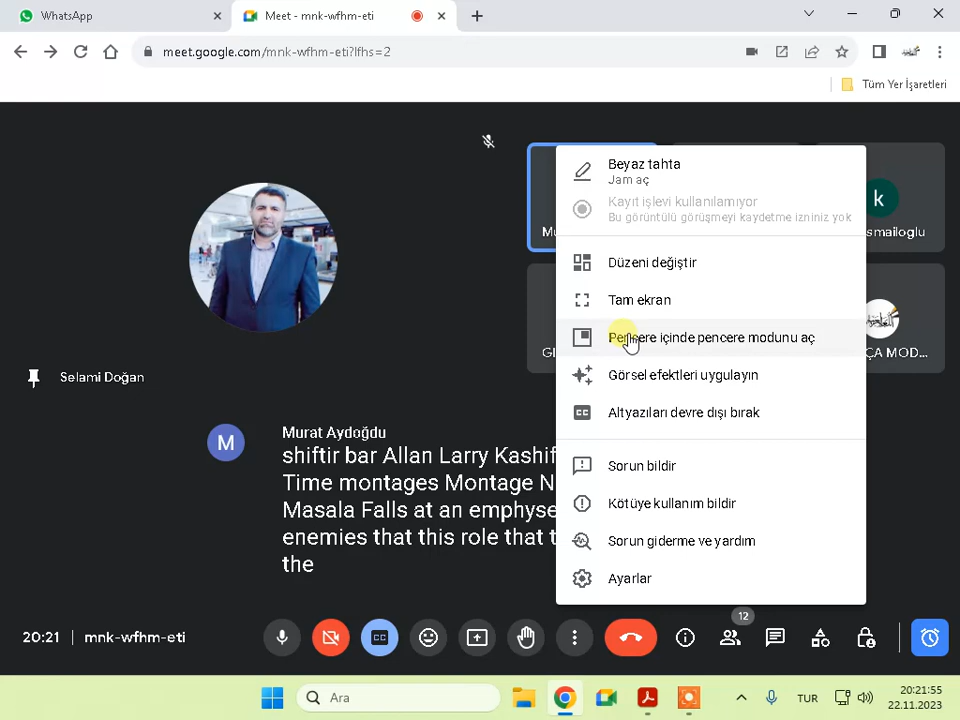 WhatsApp
Meet - mnk-wfhm-eti
meet.google.com/mnk-wfhm-eti?lfhs=2
Tüm Yer İşaretleri
Beyaz tahta
Jam aç
Kayıt işlevi kullanılamıyor
Bu görüntülü görüşmeyi kaydetme izniniz yok
Düzeni değiştir
Tam ekran
Pencere içinde pencere modunu aç
Görsel efektleri uygulayın
Altyazıları devre dışı bırak
Sorun bildir
Kötüye kullanım bildir
Sorun giderme ve yardım
Ayarlar
k
smailoglu
ÇA MOD...
Selami Doğan
M
Murat Aydoğdu
shiftir bar Allan Larry Kashif
Time montages Montage N
Masala Falls at an emphyse
enemies that this role that t
the
20:21 | mnk-wfhm-eti
12
Ara
TUR
20:21:55
22.11.2023